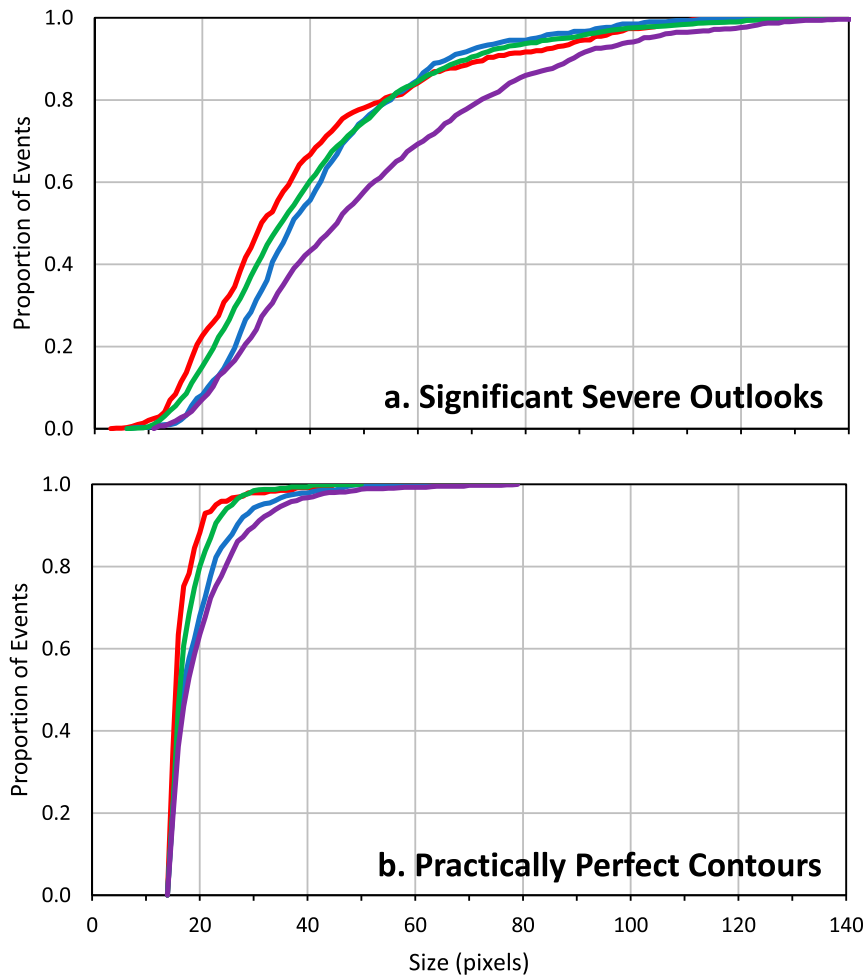 1.0
0.8
0.6
0.4
0.2
0.0
Proportion of Events
a. Significant Severe Outlooks
1.0
0.8
0.6
0.4
0.2
0.0
Proportion of Events
b. Practically Perfect Contours
0 20 40 60 80 100 120 140
Size (pixels)